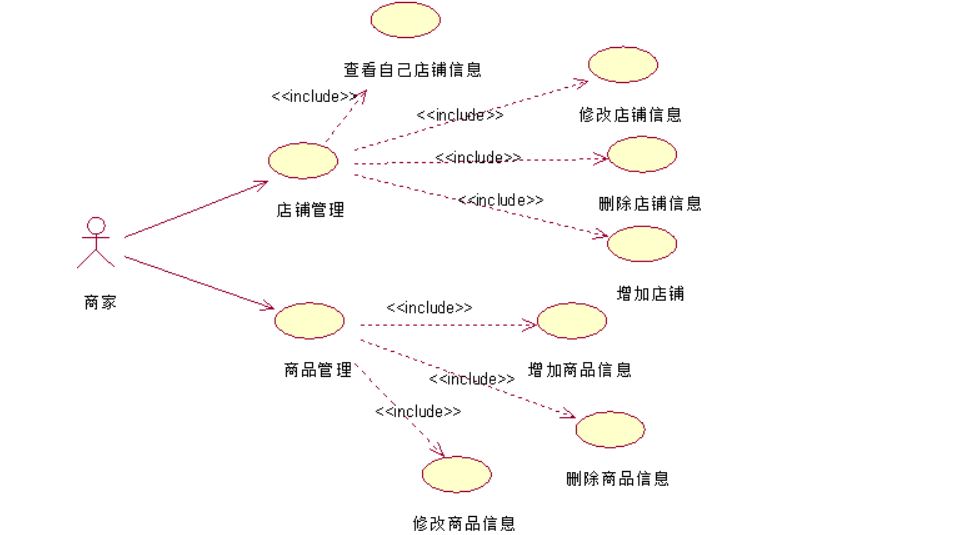 查看自己店铺信息
<<include>>
<<include>>
修改店铺信息
<<include>>
店铺管理
<<include>>
删除店铺信息
商家
增加店铺
<<include>>
商品管理
增加商品信息
<<include>>
<<include>>
删除商品信息
修改商品信息